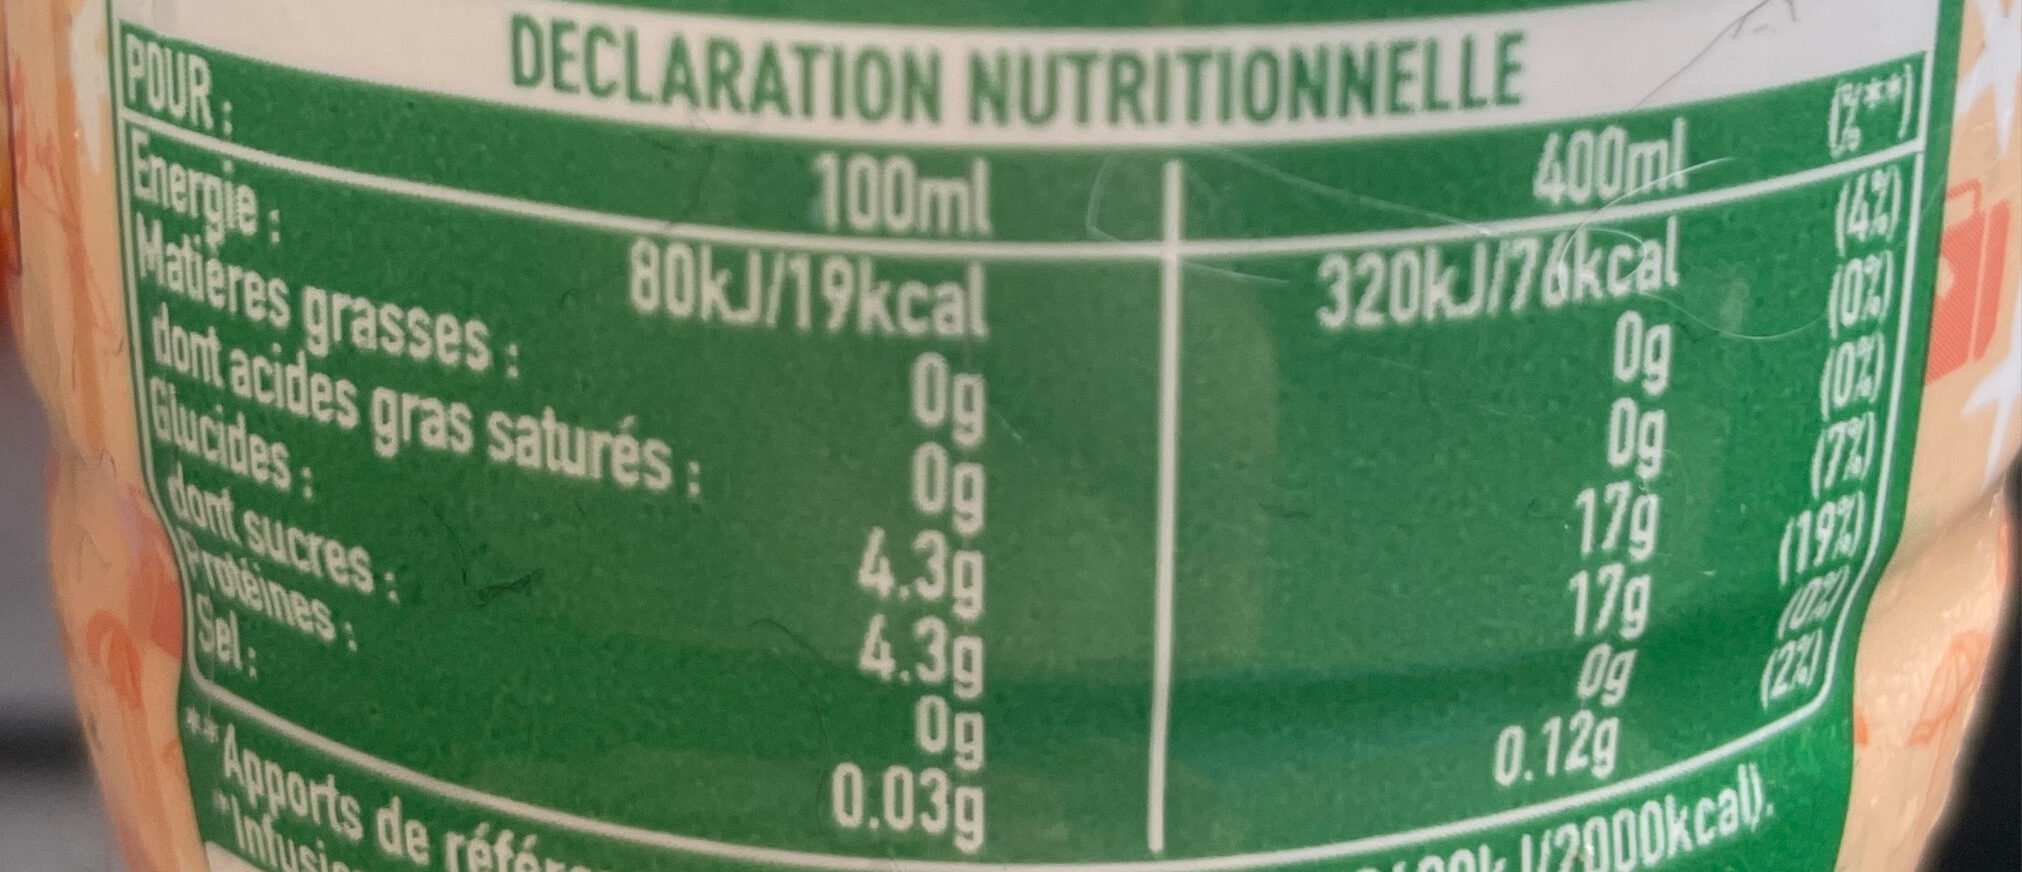 DECLARATION NUTRITIONNELLE
POUR : 100ml 400ml (%**)
Energie : 80kJ/19kcal 320kJ/76kcal (4%)
Matières grasses : 0g 0g (0%)
dont acides gras saturés : 0g 0g (0%)
Glucides : 4.3g 17g (7%)
dont sucres : 4.3g 17g (19%)
Protéines : 0g 0g (0%)
Sel : 0.03g 0.12g (2%)
**Apports de /2000kcal).